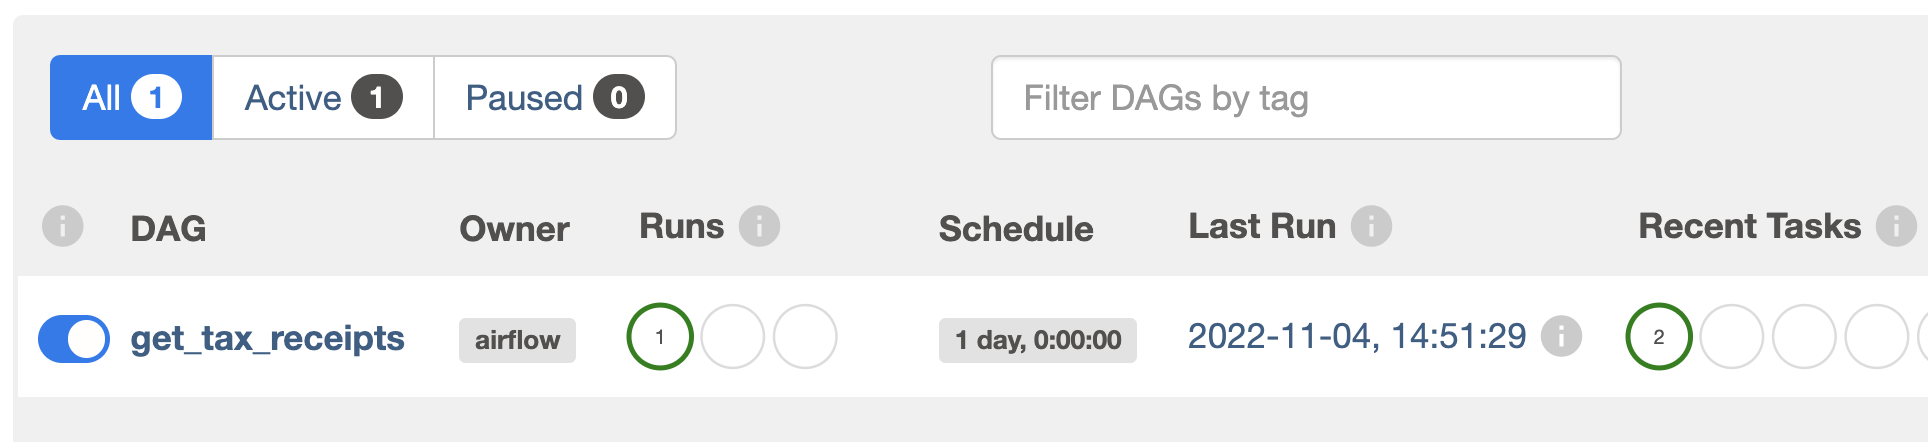 All 1 Active 1 Paused 0 Filter DAGs by tag
i DAG Owner Runs i Schedule Last Run i Recent Tasks i
get_tax_receipts airflow 1 1 day, 0:00:00 2022-11-04, 14:51:29 i 2